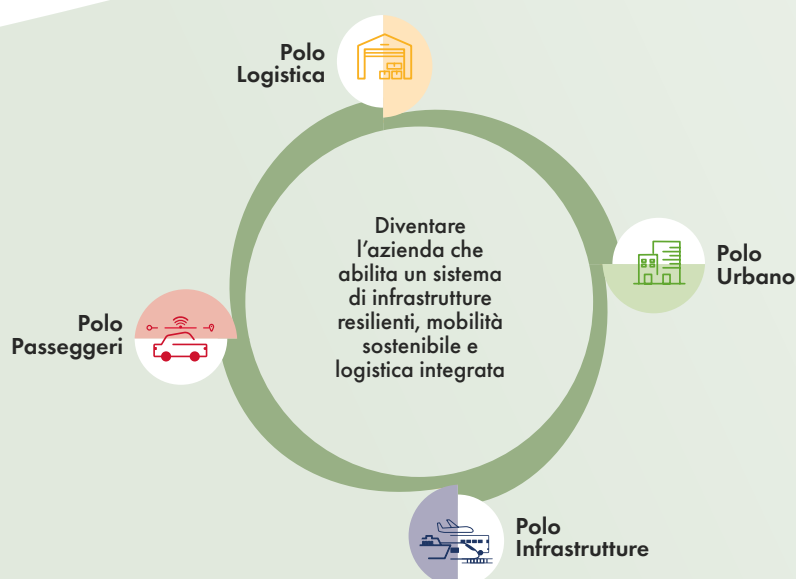 Polo
Logistica
Diventare
l’azienda che
abilita un sistema
di infrastrutture
resilienti, mobilità
sostenibile e
logistica integrata
Polo
Urbano
Polo
Passeggeri
Polo
Infrastrutture